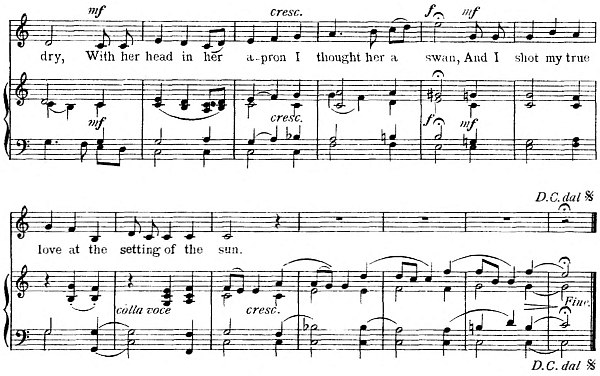 mf cresc. f. mf
dry, With her head in her a-pron I thought her a swan, And I shot my true
mf cresc. f mf
D.C. dal 𝄋
love at the setting of the sun.
colla voce cresc. Fine.
D.C. dal 𝄋